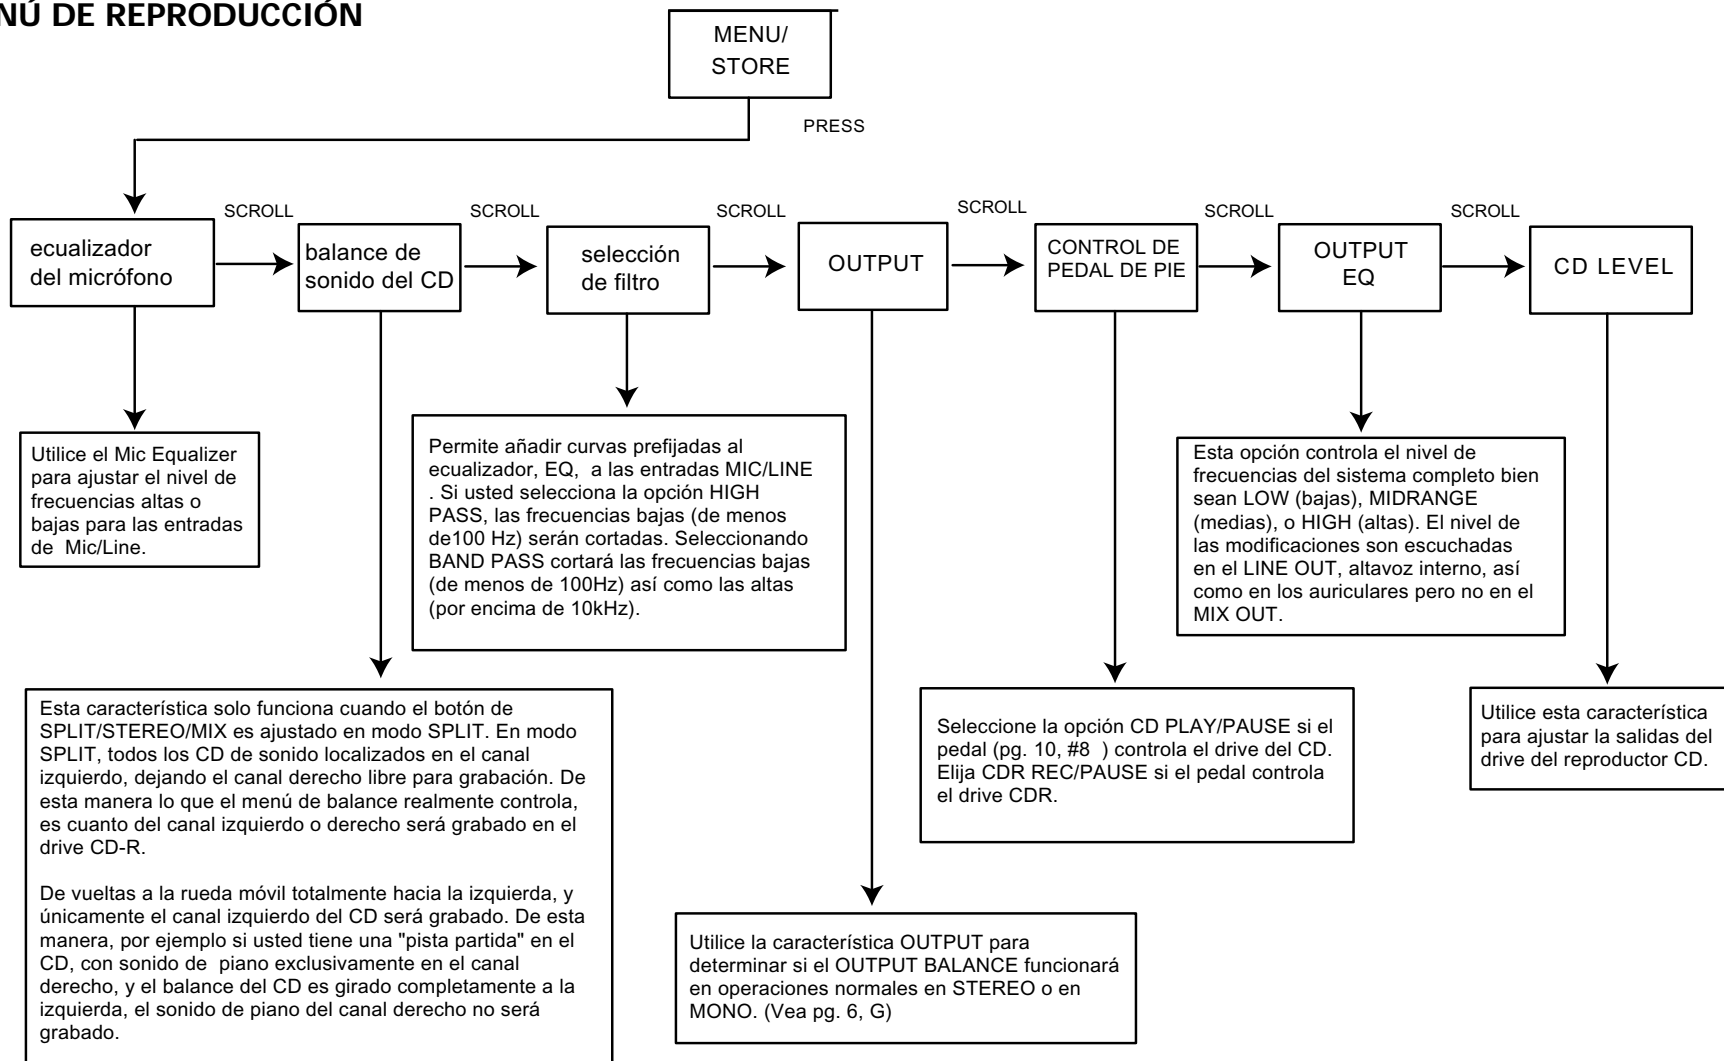 NÚ DE REPRODUCCIÓN
MENU/
STORE
PRESS
SCROLL
SCROLL
SCROLL
SCROLL
SCROLL
SCROLL
ecualizador
del micrófono
balance de
sonido del CD
selección
de filtro
OUTPUT
CONTROL DE
PEDAL DE PIE
OUTPUT
EQ
CD LEVEL
Utilice el Mic Equalizer
para ajustar el nivel de
frecuencias altas o
bajas para las entradas
de  Mic/Line.
Permite añadir curvas prefijadas al
ecualizador, EQ,  a las entradas MIC/LINE
. Si usted selecciona la opción HIGH
PASS, las frecuencias bajas (de menos
de100 Hz) serán cortadas. Seleccionando
BAND PASS cortará las frecuencias bajas
(de menos de 100Hz) así como las altas
(por encima de 10kHz).
Esta opción controla el nivel de
frecuencias del sistema completo bien
sean LOW (bajas), MIDRANGE
(medias), o HIGH (altas). El nivel de
las modificaciones son escuchadas
en el LINE OUT, altavoz interno, así
como en los auriculares pero no en el
MIX OUT.
Esta característica solo funciona cuando el botón de
SPLIT/STEREO/MIX es ajustado en modo SPLIT. En modo
SPLIT, todos los CD de sonido localizados en el canal
izquierdo, dejando el canal derecho libre para grabación. De
esta manera lo que el menú de balance realmente controla,
es cuanto del canal izquierdo o derecho será grabado en el
drive CD-R.
De vueltas a la rueda móvil totalmente hacia la izquierda, y
únicamente el canal izquierdo del CD será grabado. De esta
manera, por ejemplo si usted tiene una "pista partida" en el
CD, con sonido de  piano exclusivamente en el canal
derecho, y el balance del CD es girado completamente a la
izquierda, el sonido de piano del canal derecho no será
grabado.
Seleccione la opción CD PLAY/PAUSE si el
pedal (pg. 10, #8  ) controla el drive del CD.
Elija CDR REC/PAUSE si el pedal controla
el drive CDR.
Utilice esta característica
para ajustar la salidas del
drive del reproductor CD.
Utilice la característica OUTPUT para
determinar si el OUTPUT BALANCE funcionará
en operaciones normales en STEREO o en
MONO. (Vea pg. 6, G)